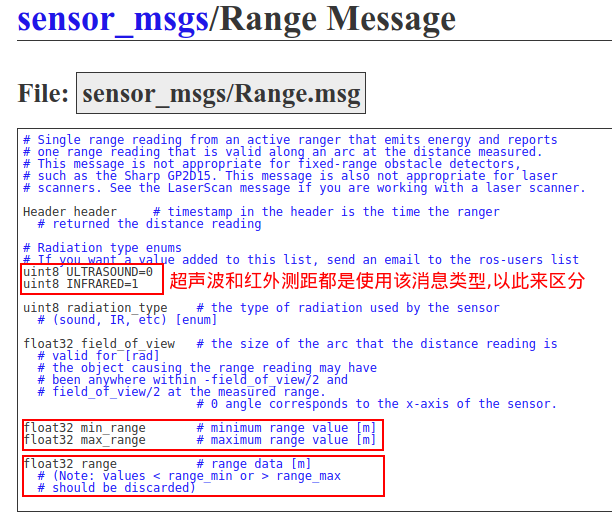 sensor_msgs/Range Message
File: sensor_msgs/Range.msg
# Single range reading from an active ranger that emits energy and reports
# one range reading that is valid along an arc at the distance measured.
# This message is not appropriate for fixed-range obstacle detectors,
# such as the Sharp GP2D15. This message is also not appropriate for laser
# scanners. See the LaserScan message if you are working with a laser scanner.
Header header # timestamp in the header is the time the ranger
# returned the distance reading
# Radiation type enums
# If you want a value added to this list, send an email to the ros-users list
uint8 ULTRASOUND=0
uint8 INFRARED=1
超声波和红外测距都是使用该消息类型,以此来区分
uint8 radiation_type # the type of radiation used by the sensor
# (sound, IR, etc) [enum]
float32 field_of_view # the size of the arc that the distance reading is
# valid for [rad]
# the object causing the range reading may have
# been anywhere within -field_of_view/2 and
# field_of_view/2 at the measured range.
# 0 angle corresponds to the x-axis of the sensor.
float32 min_range # minimum range value [m]
float32 max_range # maximum range value [m]
float32 range # range data [m]
# (Note: values < range_min or > range_max
# should be discarded)